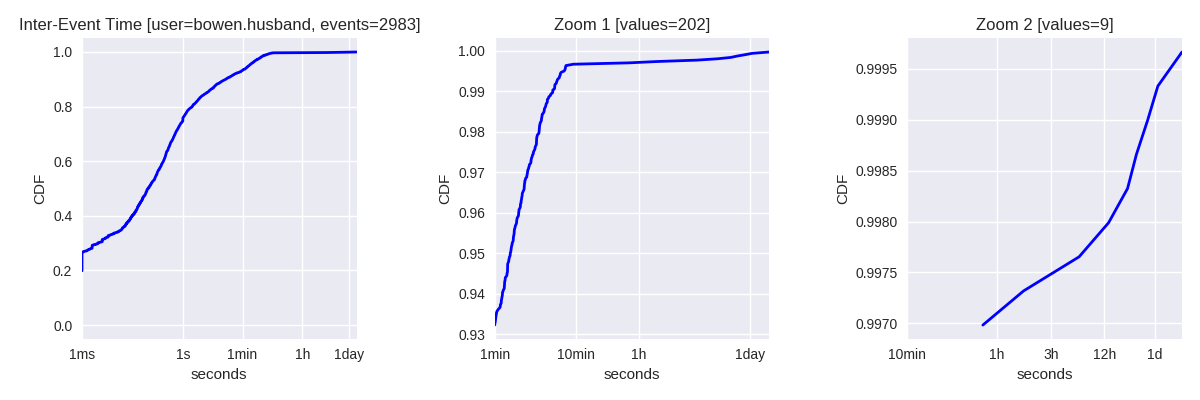 Inter-Event Time [user=bowen.husband, events=2983]
CDF
1.0
0.8
0.6
0.4
0.2
0.0
1ms
1s
1min
1h
1day
seconds
Zoom 1 [values=202]
CDF
1.00
0.99
0.98
0.97
0.96
0.95
0.94
0.93
1min
10min
1h
1day
seconds
Zoom 2 [values=9]
CDF
0.9995
0.9990
0.9985
0.9980
0.9975
0.9970
10min
1h
3h
12h
1d
seconds